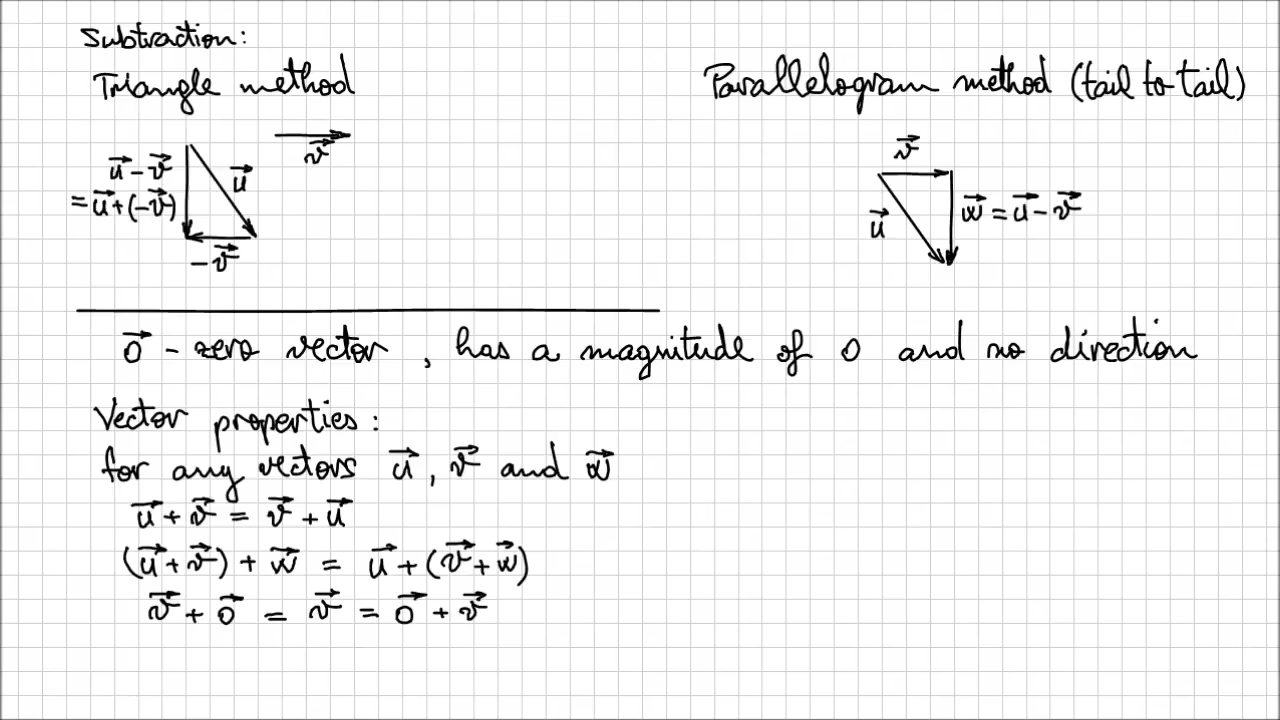 Subtraction:
Triangle method
Parallelogram method (tail to tail)
u⃗ - v⃗
= u⃗ + (-v⃗)
u⃗
v⃗
-v⃗
v⃗
u⃗
w⃗ = u⃗ - v⃗
0⃗ - zero vector, has a magnitude of 0 and no direction
Vector properties:
for any vectors u⃗, v⃗ and w⃗
u⃗ + v⃗ = v⃗ + u⃗
(u⃗ + v⃗) + w⃗ = u⃗ + (v⃗ + w⃗)
v⃗ + 0⃗ = v⃗ = 0⃗ + v⃗